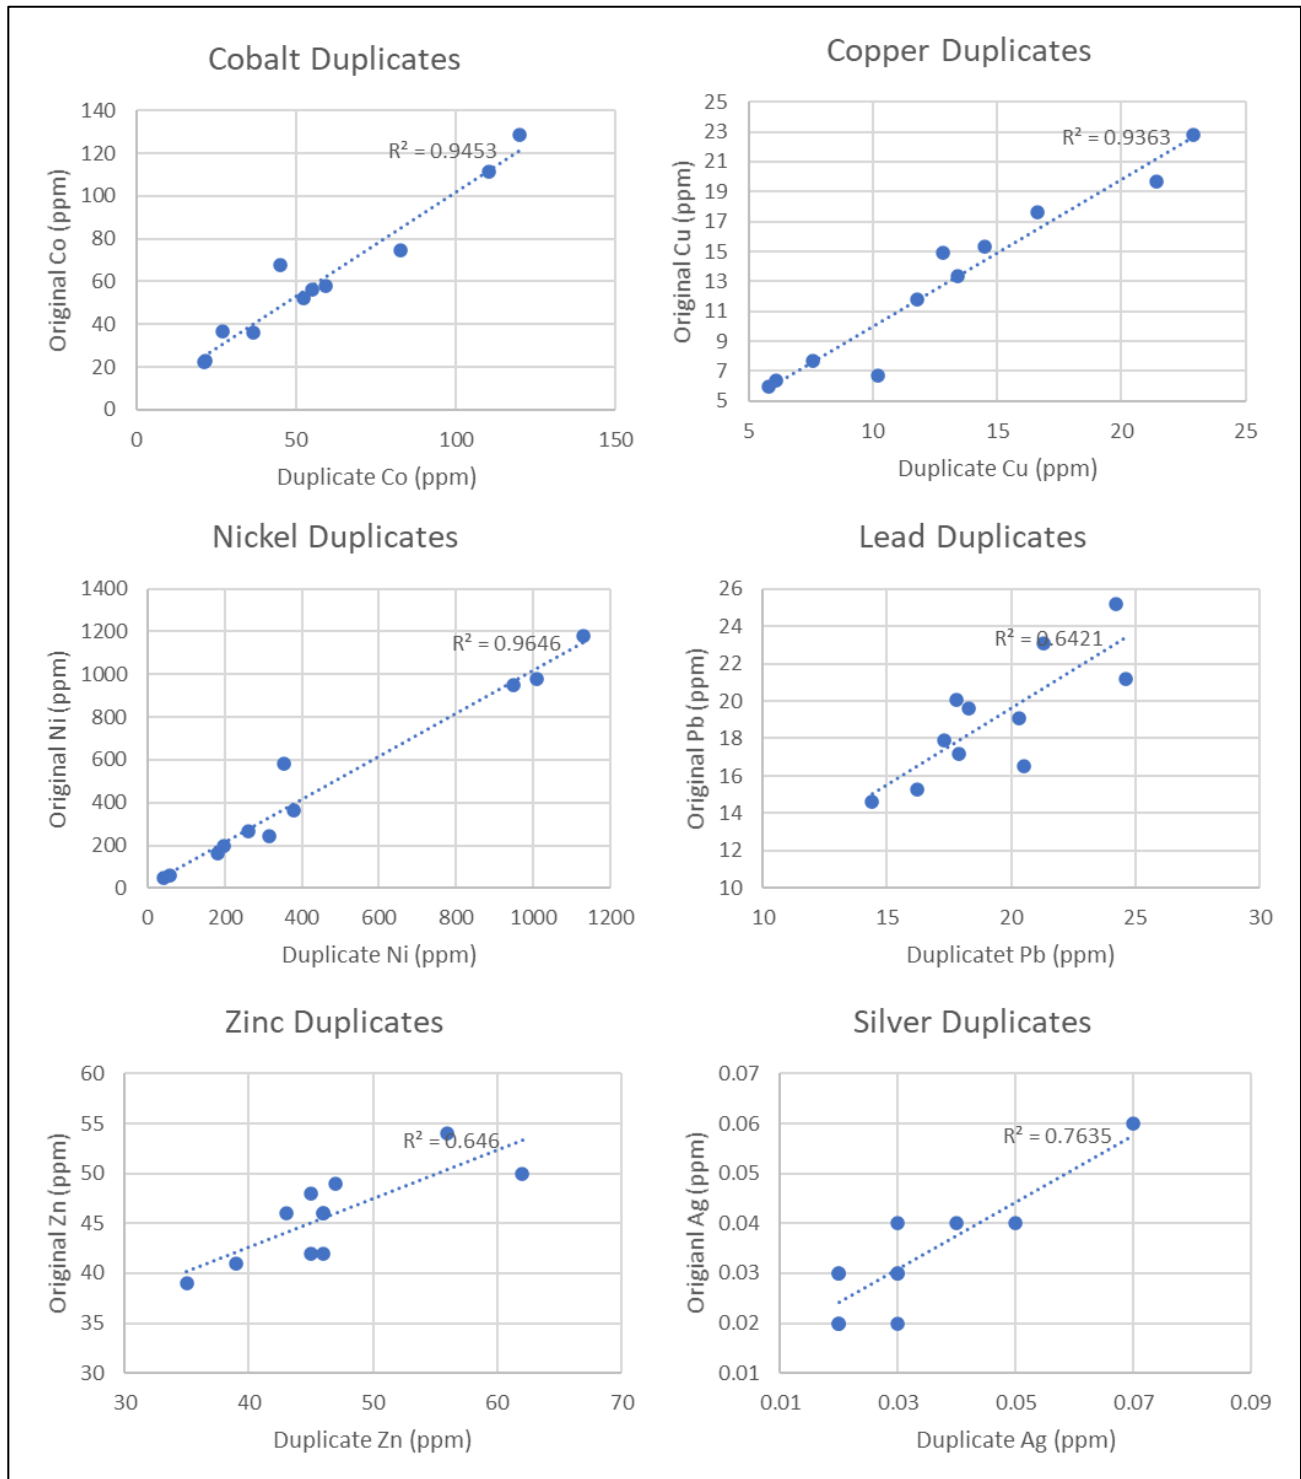 Cobalt Duplicates
140
120
100
80
60
40
20
0
R² = 0.9453
Original Co (ppm)
0 50 100 150
Duplicate Co (ppm)
Copper Duplicates
25
23
21
19
17
15
13
11
9
7
5
R² = 0.9363
Original Cu (ppm)
5 10 15 20 25
Duplicate Cu (ppm)
Nickel Duplicates
1400
1200
1000
800
600
400
200
0
R² = 0.9646
Original Ni (ppm)
0 200 400 600 800 1000 1200
Duplicate Ni (ppm)
Lead Duplicates
26
24
22
20
18
16
14
12
10
R² = 0.6421
Original Pb (ppm)
10 15 20 25 30
Duplicatet Pb (ppm)
Zinc Duplicates
60
55
50
45
40
35
30
R² = 0.646
Original Zn (ppm)
30 40 50 60 70
Duplicate Zn (ppm)
Silver Duplicates
0.07
0.06
0.05
0.04
0.03
0.02
0.01
R² = 0.7635
Origianl Ag (ppm)
0.01 0.03 0.05 0.07 0.09
Duplicate Ag (ppm)